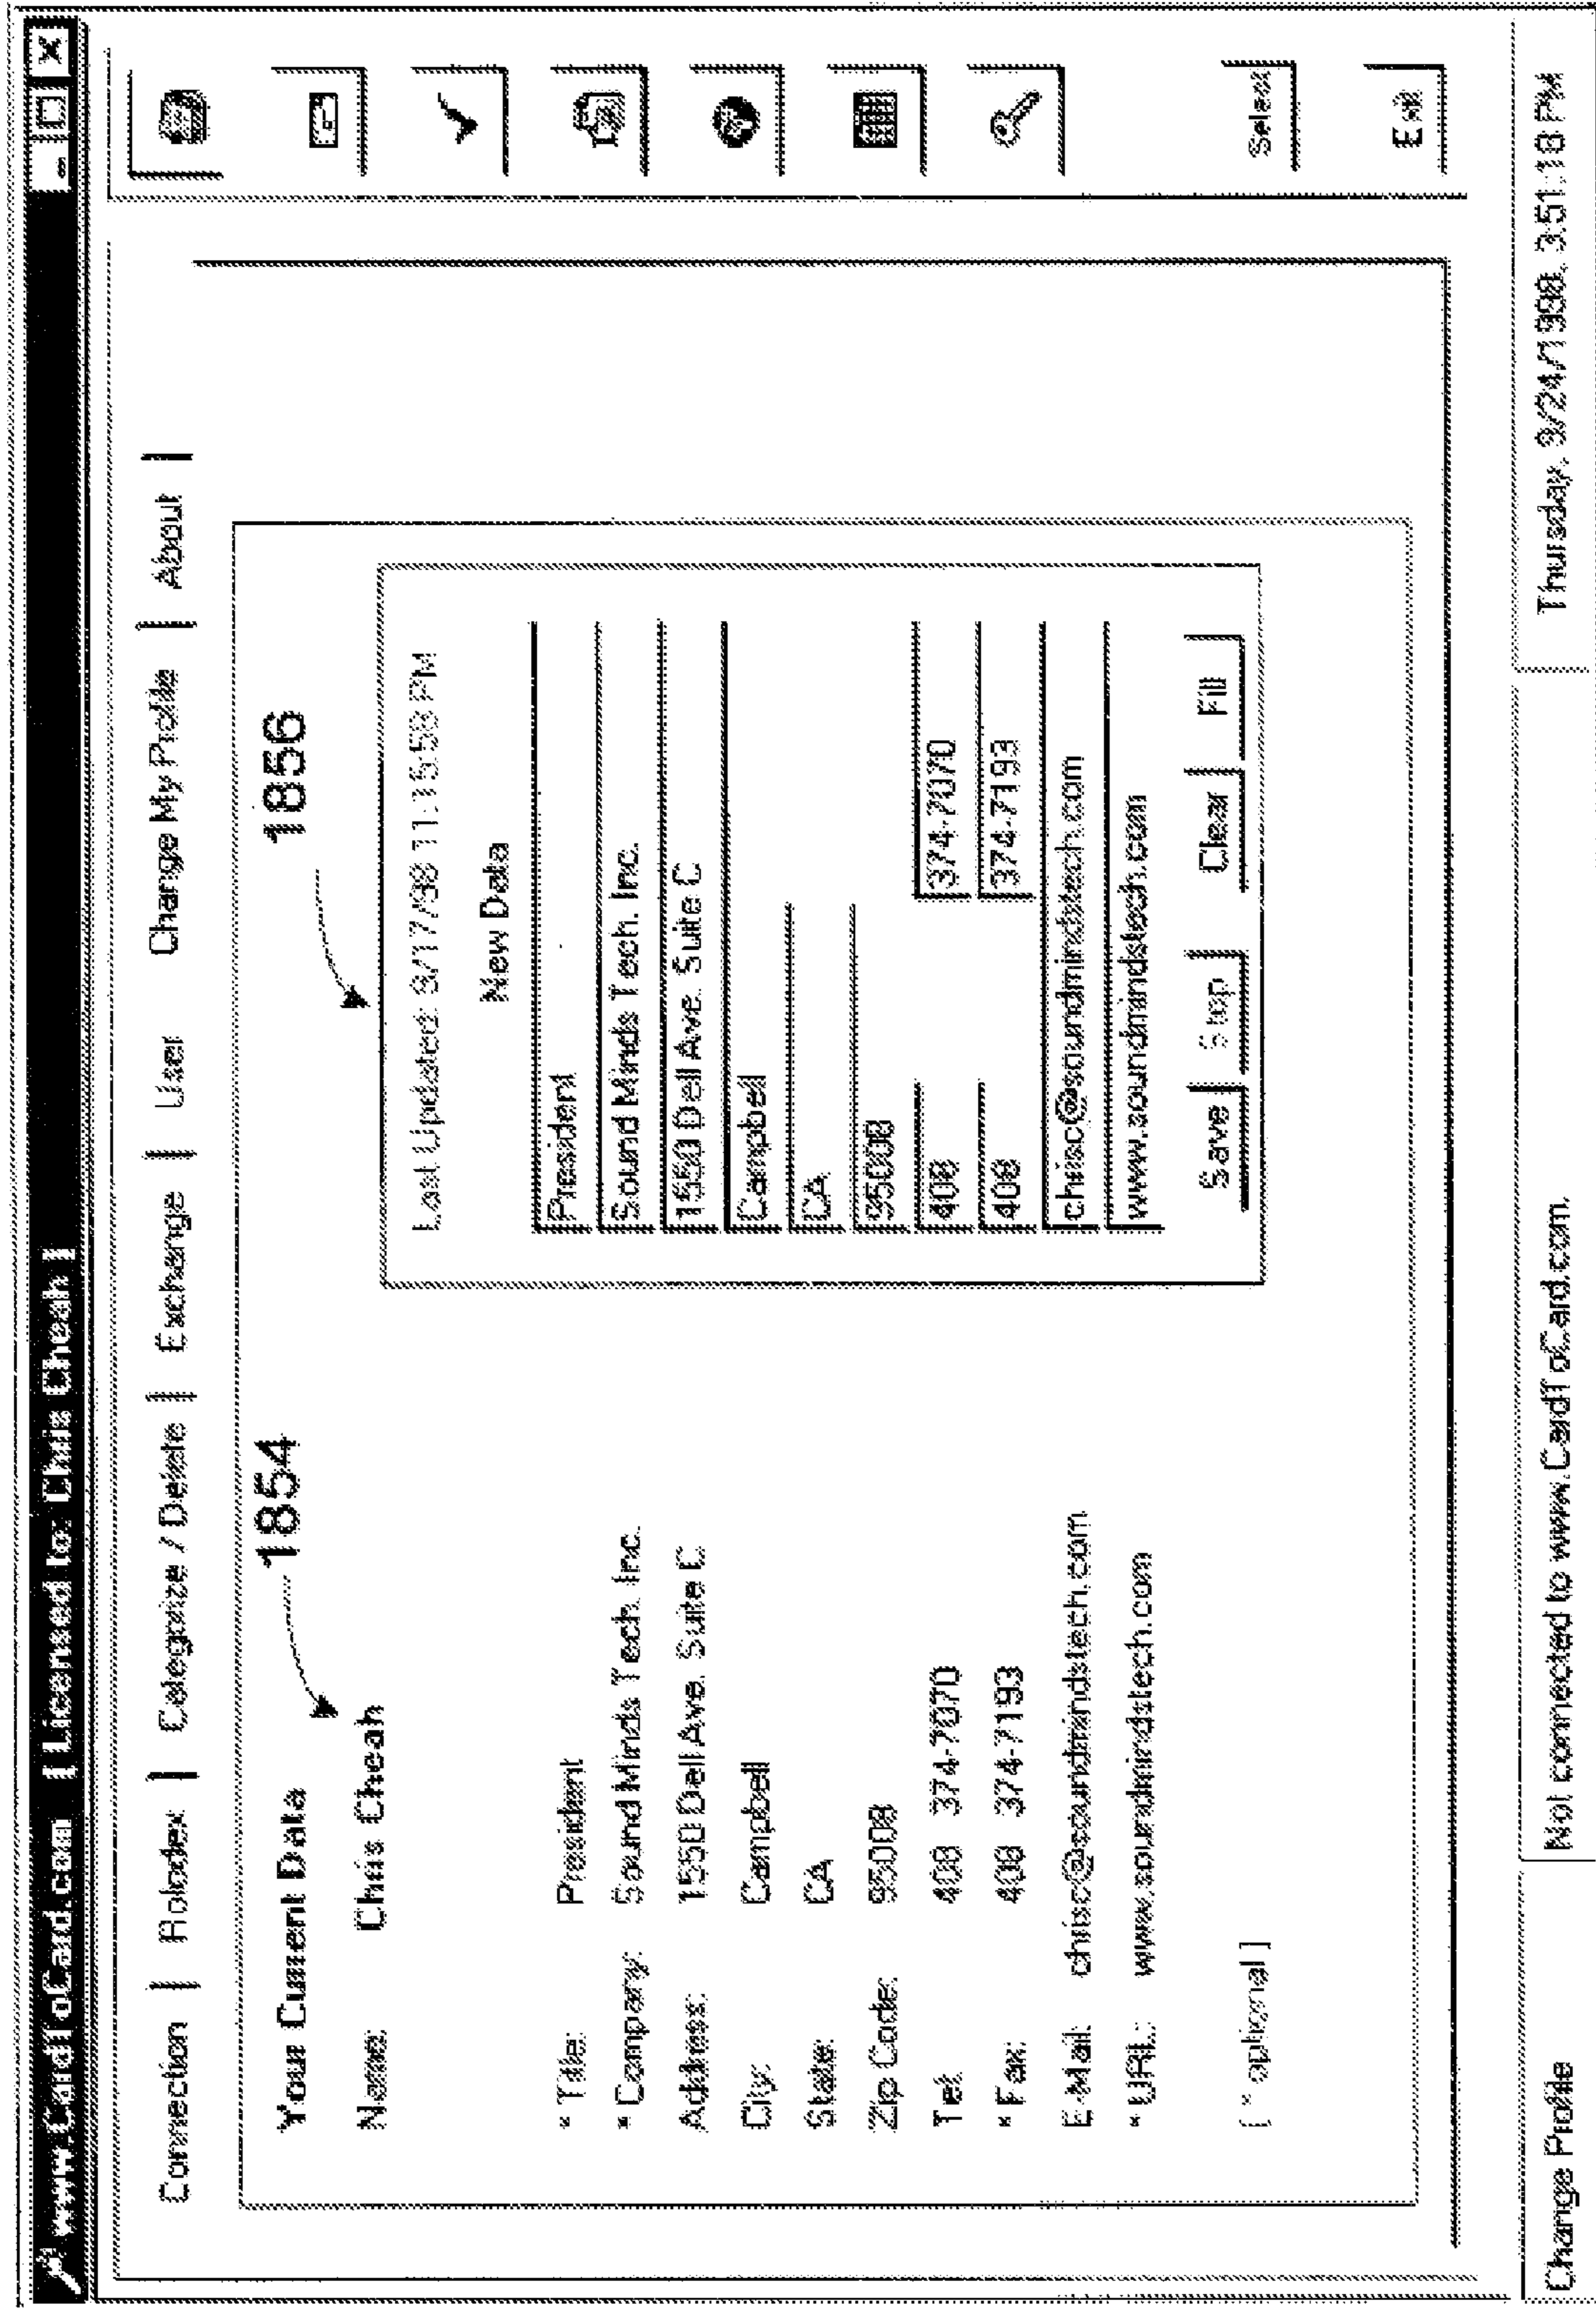 www.CardToCard.com [ Licensed to: Chris Cheah ]
Connection | Rolodex | Categorize / Delete | Exchange | User Change My Profile | About |
1854
1856
Your Current Data
Name: Chris Cheah
* Title: President
* Company: Sound Minds Tech. Inc.
Address: 1550 Dell Ave. Suite C
City: Campbell
State: CA
Zip Code: 95008
Tel: 408 374-7070
* Fax: 408 374-7193
E-Mail: chrisc@soundmindstech.com
* URL: www.soundmindstech.com
[ * optional ]
Last Updated: 9/17/98 11:15:58 PM
New Data
President
Sound Minds Tech. Inc.
1550 Dell Ave. Suite C
Campbell
CA
95008
408 374-7070
408 374-7193
chrisc@soundmindstech.com
www.soundmindstech.com
Save Stop Clear Fill
Select
Exit
Change Profile
Not connected to www.CardToCard.com.
Thursday, 9/24/1998, 3:51:18 PM